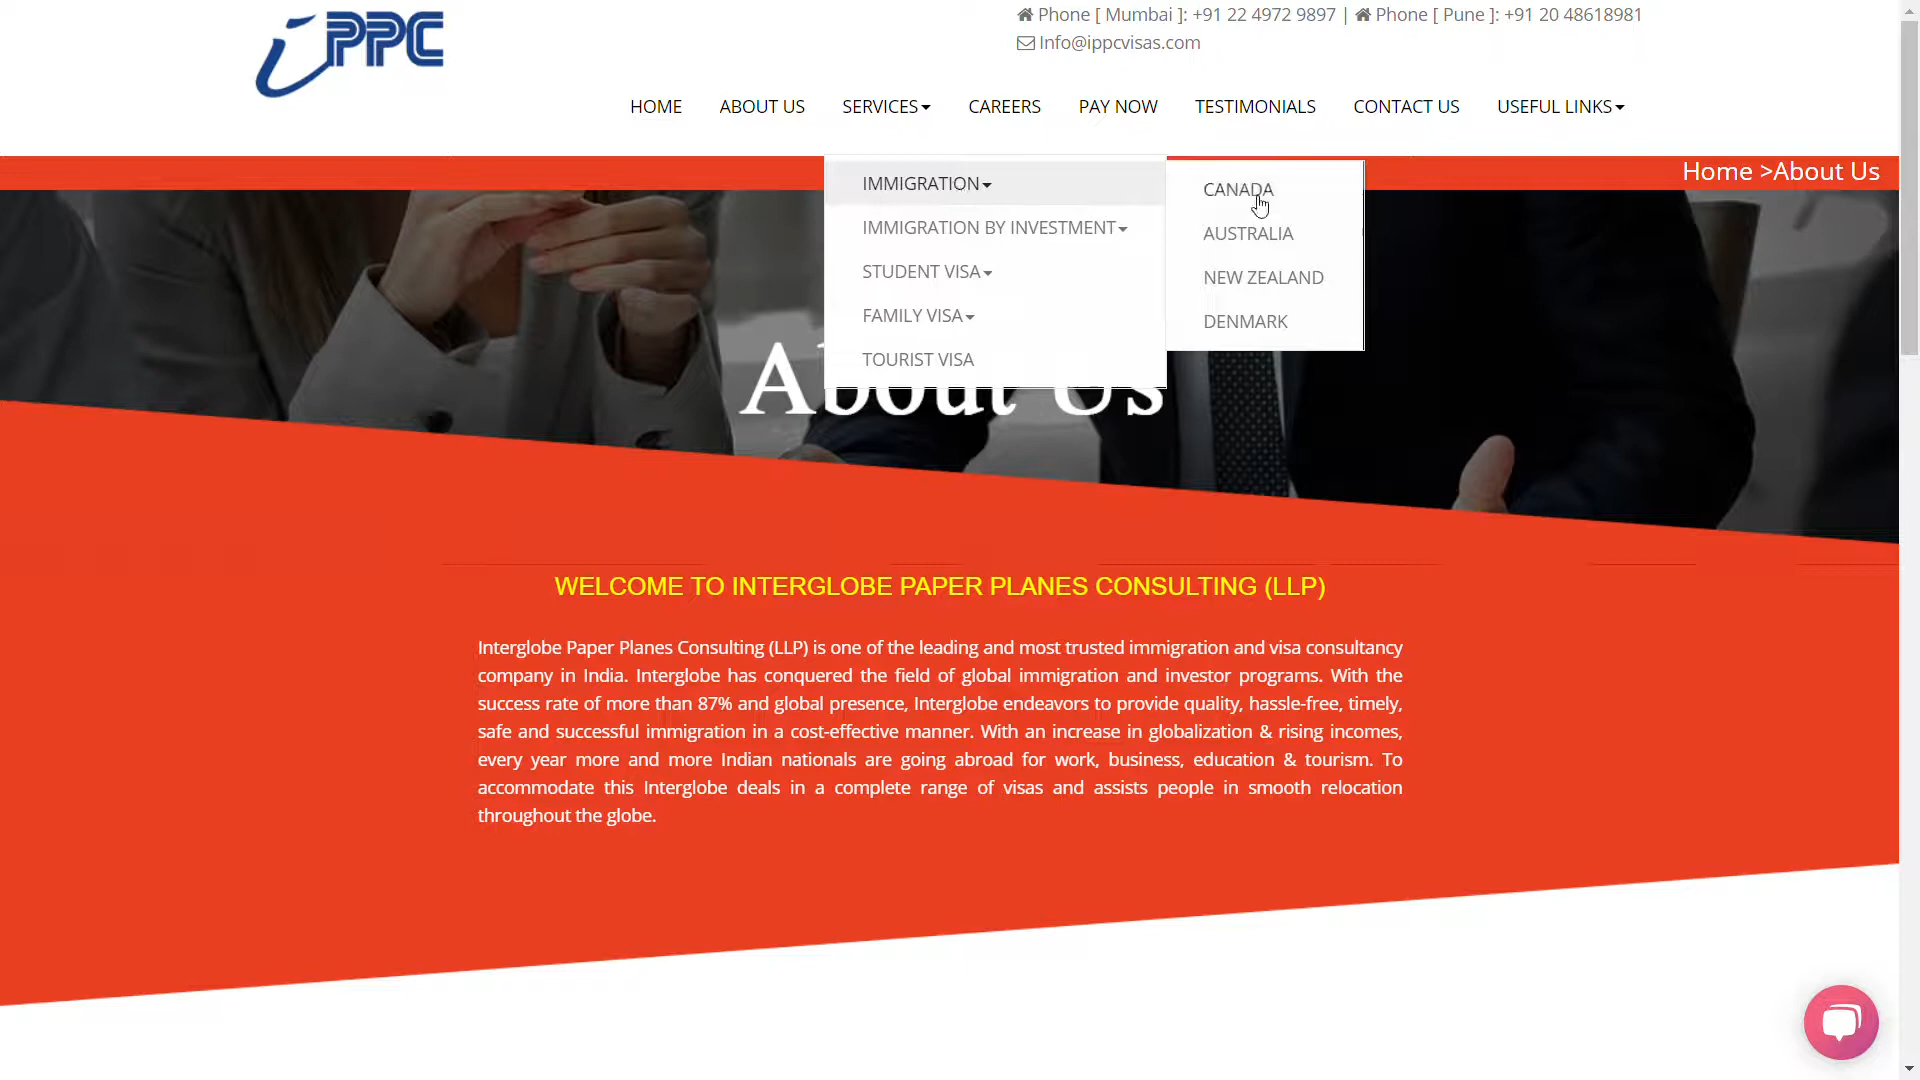 iPPC
Phone [ Mumbai ]: +91 22 4972 9897 | Phone [ Pune ]: +91 20 48618981
Info@ippcvisas.com
HOME ABOUT US SERVICES CAREERS PAY NOW TESTIMONIALS CONTACT US USEFUL LINKS
Home >About Us
IMMIGRATION
IMMIGRATION BY INVESTMENT
STUDENT VISA
FAMILY VISA
TOURIST VISA
CANADA
AUSTRALIA
NEW ZEALAND
DENMARK
About Us
WELCOME TO INTERGLOBE PAPER PLANES CONSULTING (LLP)
Interglobe Paper Planes Consulting (LLP) is one of the leading and most trusted immigration and visa consultancy
company in India. Interglobe has conquered the field of global immigration and investor programs. With the
success rate of more than 87% and global presence, Interglobe endeavors to provide quality, hassle-free, timely,
safe and successful immigration in a cost-effective manner. With an increase in globalization & rising incomes,
every year more and more Indian nationals are going abroad for work, business, education & tourism. To
accommodate this Interglobe deals in a complete range of visas and assists people in smooth relocation
throughout the globe.